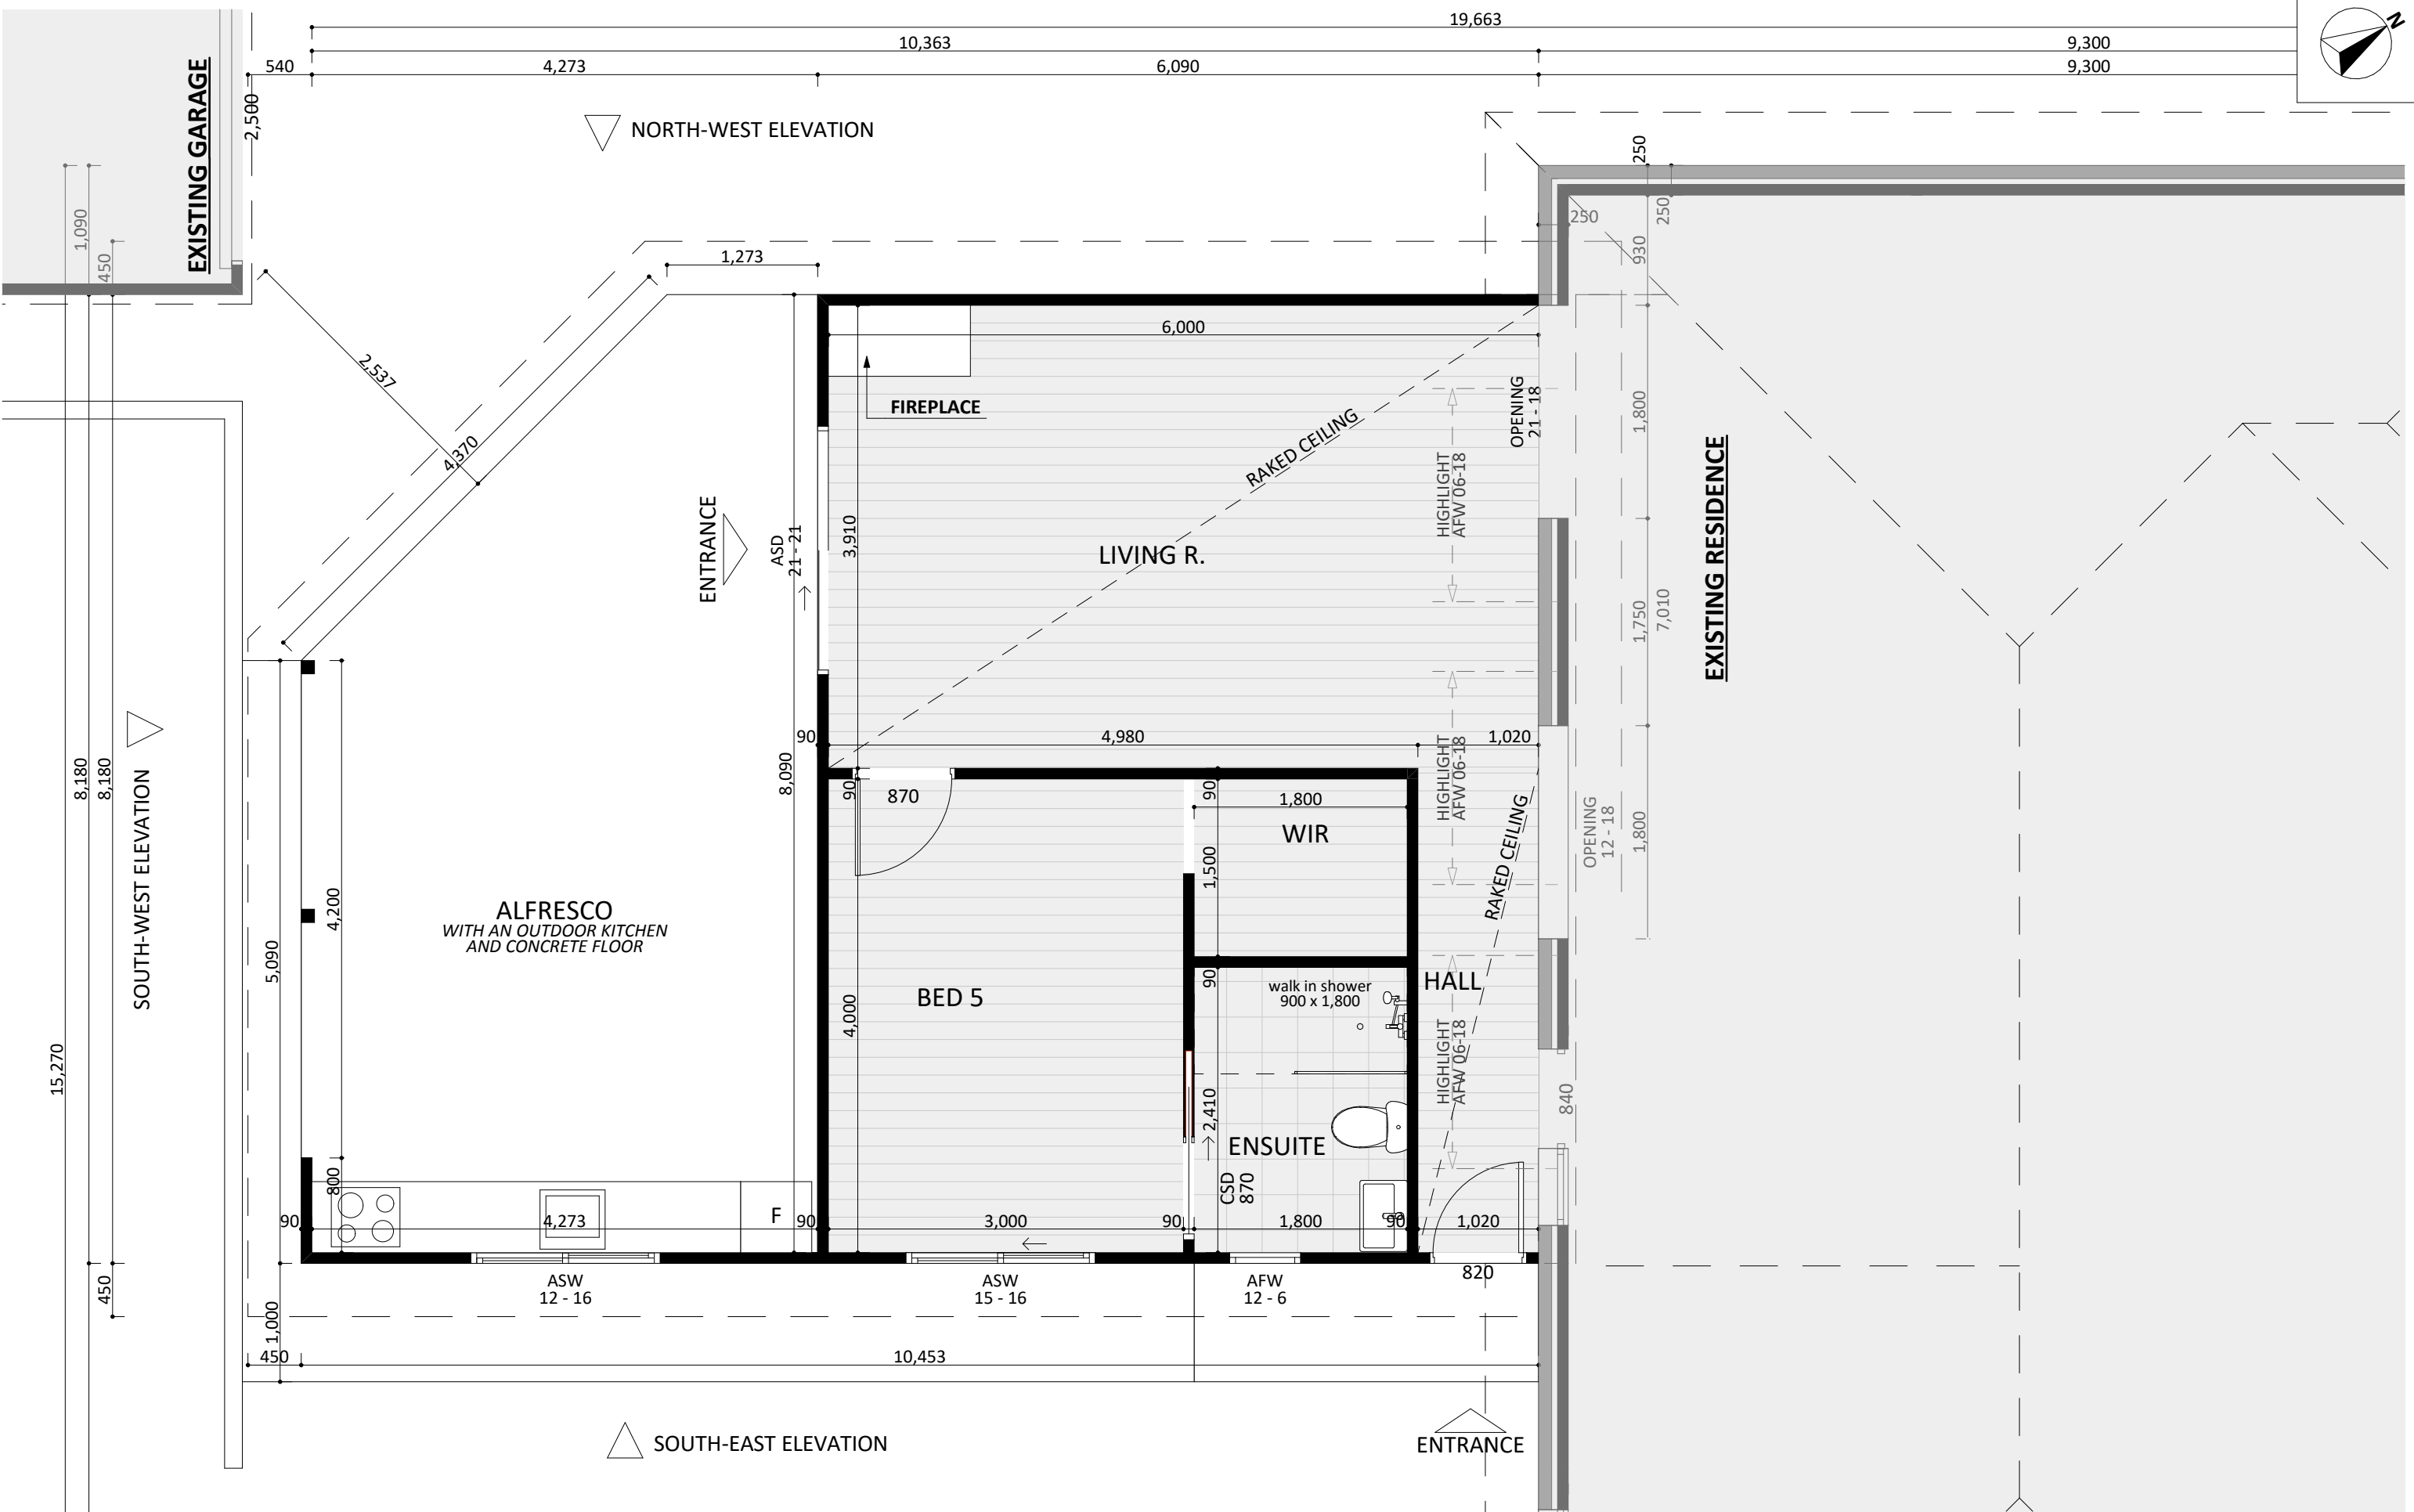 19,663
10,363
9,300
540
4,273
6,090
9,300
N
EXISTING GARAGE
2,500
NORTH-WEST ELEVATION
250
1,090
450
250
250
930
1,273
2,537
4,370
6,000
FIREPLACE
RAKED CEILING
OPENING
21 - 18
1,800
HIGHLIGHT
AFW 06-18
EXISTING RESIDENCE
ENTRANCE
ASD
21 - 21
3,910
LIVING R.
1,750
7,010
90
4,980
1,020
8,180
8,180
SOUTH-WEST ELEVATION
8,090
90
870
90
1,800
WIR
1,500
HIGHLIGHT
AFW 06-18
RAKED CEILING
OPENING
12 - 18
1,800
4,200
5,090
ALFRESCO
WITH AN OUTDOOR KITCHEN
AND CONCRETE FLOOR
BED 5
4,000
90
walk in shower
900 x 1,800
HALL
HIGHLIGHT
AFW 06-18
840
15,270
2,410
ENSUITE
CSD
870
800
F
90
4,273
90
3,000
90
1,800
90
1,020
450
1,000
ASW
12 - 16
ASW
15 - 16
AFW
12 - 6
820
450
10,453
SOUTH-EAST ELEVATION
ENTRANCE